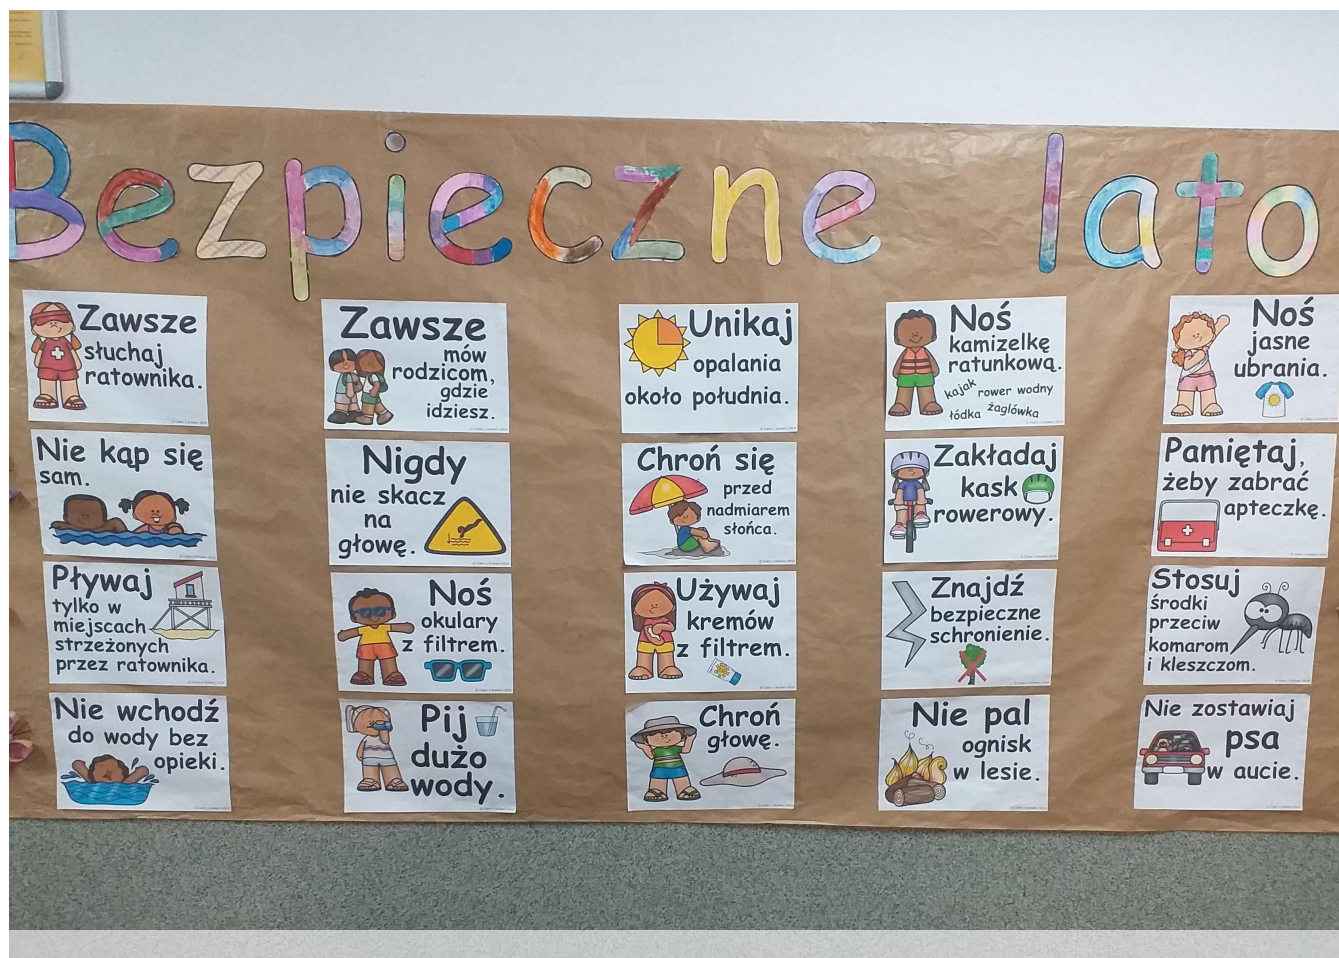 Bezpieczne lato
Zawsze
słuchaj
ratownika.
Nie kąp się
sam.
Pływaj
tylko w
miejscach
strzeżonych
przez ratownika.
Nie wchodź
do wody bez
opieki.
Zawsze
mów
rodzicom,
gdzie
idziesz.
Nigdy
nie skacz
na
głowę.
Noś
okulary
z filtrem.
Pij
dużo
wody.
Unikaj
opalania
około południa.
Chroń się
przed
nadmiarem
słońca.
Używaj
kremów
z filtrem.
Chroń
głowę.
Noś
kamizelkę
ratunkową.
kajak rower wodny
łódka żaglówka
Zakładaj
kask
rowerowy.
Znajdź
bezpieczne
schronienie.
Nie pal
ognisk
w lesie.
Noś
jasne
ubrania.
Pamiętaj,
żeby zabrać
apteczkę.
Stosuj
środki
przeciw
komarom
i kleszczom.
Nie zostawiaj
psa
w aucie.